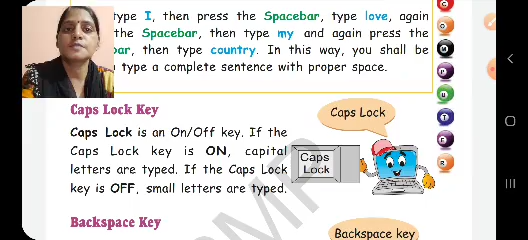 type I, then press the Spacebar, type love, again
the Spacebar, then type my and again press the
bar, then type country. In this way, you shall be
type a complete sentence with proper space.
Caps Lock Key
Caps Lock
Caps Lock is an On/Off key. If the
Caps Lock key is ON, capital
letters are typed. If the Caps Lock
key is OFF, small letters are typed.
Caps
Lock
Backspace Key
Backspace key
C
O
M
P
U
T
E
R